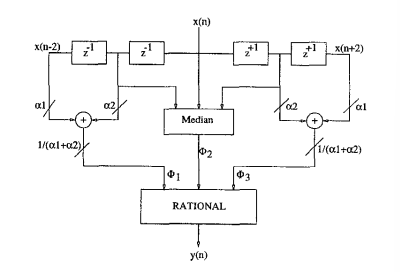 x(n)
x(n-2) z-1 z-1 z+1 z+1 x(n+2)
α1 α2 Median α2 α1
+ +
1/(α1+α2) Φ2 1/(α1+α2)
Φ1 Φ3
RATIONAL
y(n)